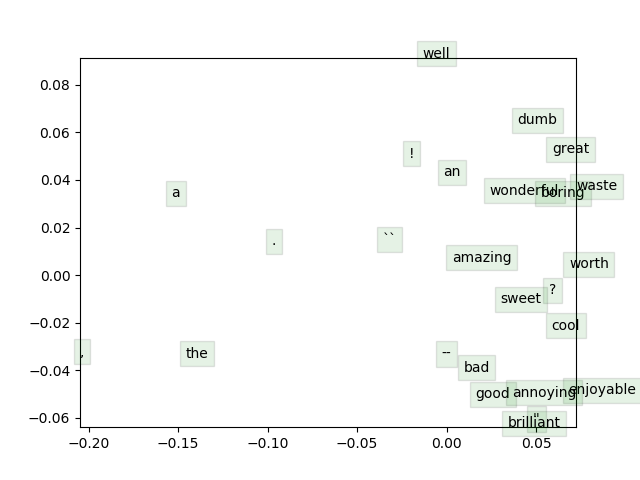 well
0.08
dumb
0.06
great
!
an
0.04
a
wonderful
boring
waste
0.02
.
``
amazing
worth
0.00
?
sweet
−0.02
cool
,
the
--
bad
−0.04
good
annoying
enjoyable
−0.06
"
brilliant
−0.20 −0.15 −0.10 −0.05 0.00 0.05